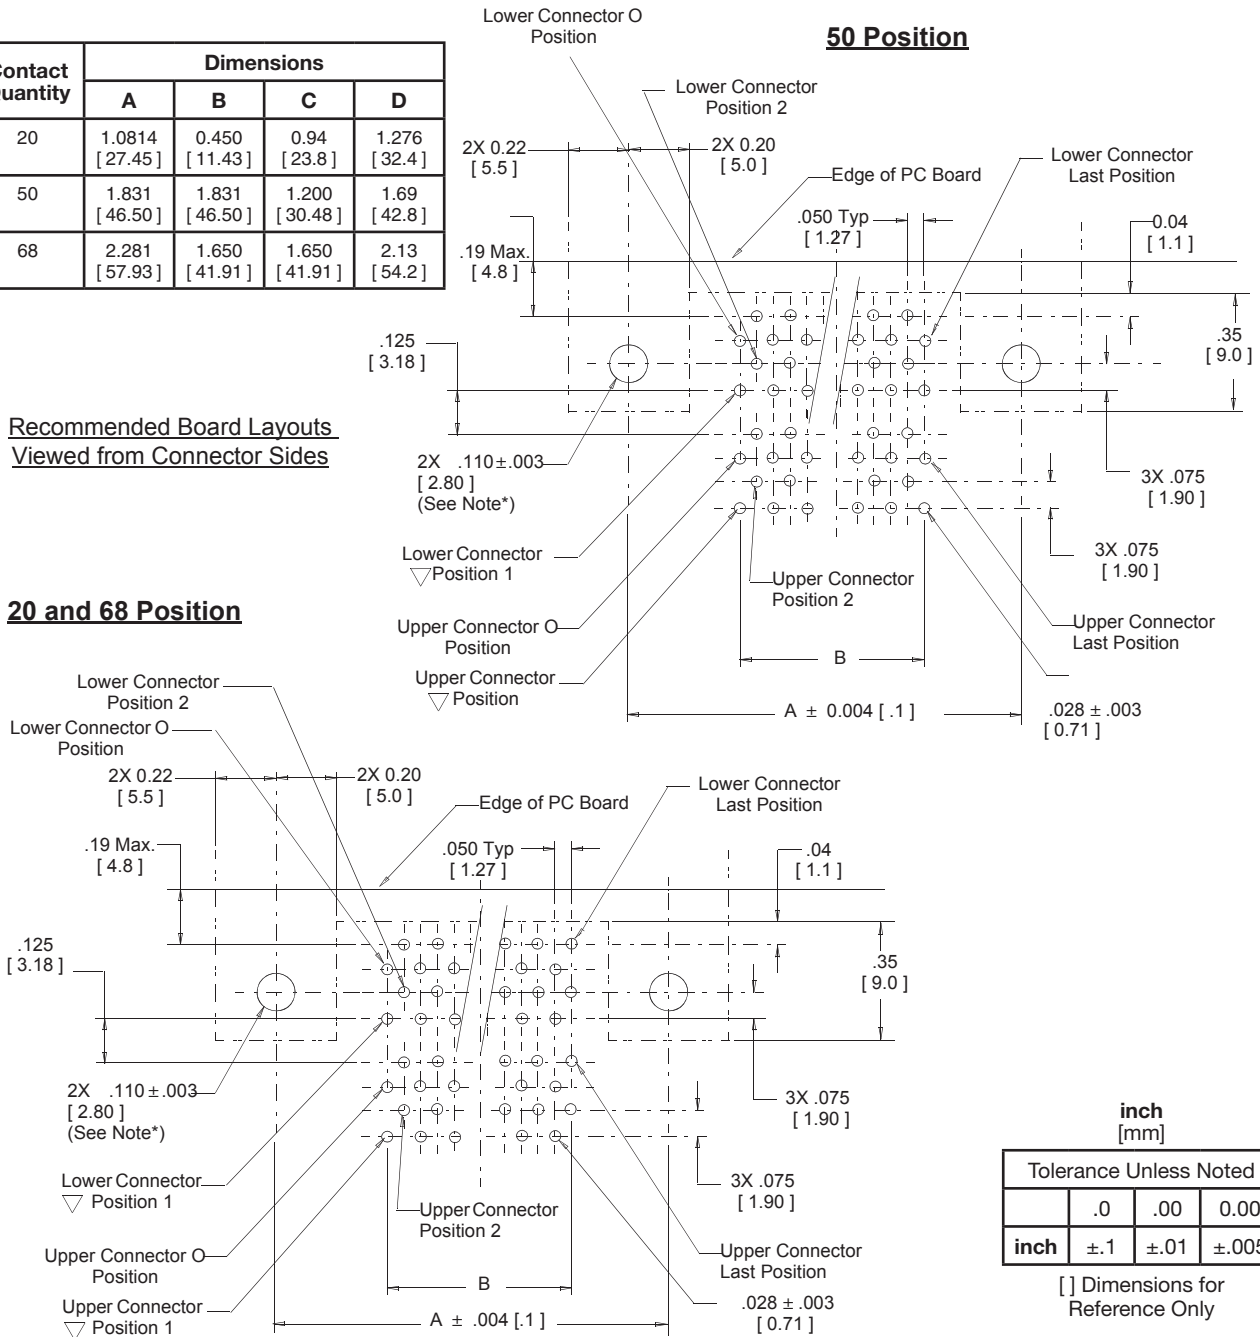 Contact Quantity
Dimensions
A B C D
20 1.0814 0.450 0.94 1.276
[ 27.45 ] [ 11.43 ] [ 23.8 ] [ 32.4 ]
50 1.831 1.831 1.200 1.69
[ 46.50 ] [ 46.50 ] [ 30.48 ] [ 42.8 ]
68 2.281 1.650 1.650 2.13
[ 57.93 ] [ 41.91 ] [ 41.91 ] [ 54.2 ]
Recommended Board Layouts
Viewed from Connector Sides
50 Position
Lower Connector O
Position
Lower Connector
Position 2
2X 0.22
[ 5.5 ]
2X 0.20
[ 5.0 ]
Edge of PC Board
Lower Connector
Last Position
.050 Typ
[ 1.27 ]
0.04
[ 1.1 ]
.19 Max.
[ 4.8 ]
.125
[ 3.18 ]
.35
[ 9.0 ]
2X .110±.003
[ 2.80 ]
(See Note*)
3X .075
[ 1.90 ]
3X .075
[ 1.90 ]
Lower Connector
▽Position 1
Upper Connector
Position 2
Upper Connector O
Position
Upper Connector
Last Position
B
Upper Connector
▽ Position
A ± 0.004 [ .1 ]
.028 ± .003
[ 0.71 ]
20 and 68 Position
Lower Connector
Position 2
Lower Connector O
Position
2X 0.22
[ 5.5 ]
2X 0.20
[ 5.0 ]
Edge of PC Board
Lower Connector
Last Position
.19 Max.
[ 4.8 ]
.050 Typ
[ 1.27 ]
.04
[ 1.1 ]
.125
[ 3.18 ]
.35
[ 9.0 ]
2X .110±.003
[ 2.80 ]
(See Note*)
3X .075
[ 1.90 ]
3X .075
[ 1.90 ]
Lower Connector
▽ Position 1
Upper Connector
Position 2
Upper Connector O
Position
Upper Connector
Last Position
B
Upper Connector
▽ Position 1
A ± .004 [.1 ]
.028 ± .003
[ 0.71 ]
inch
[mm]
Tolerance Unless Noted
.0 .00 0.00
inch ±.1 ±.01 ±.005
[ ] Dimensions for
Reference Only